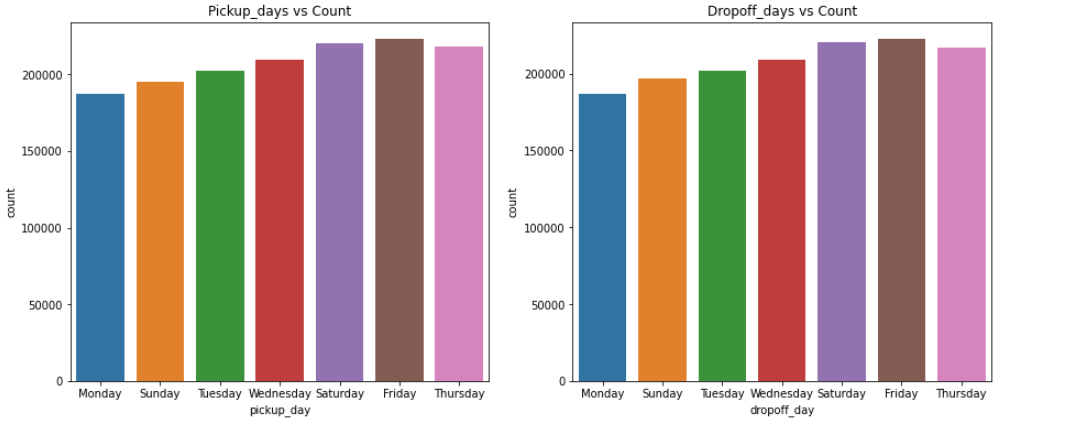 Pickup_days vs Count
count
200000
150000
100000
50000
0
Monday Sunday Tuesday Wednesday Saturday Friday Thursday
pickup_day
Dropoff_days vs Count
count
200000
150000
100000
50000
0
Monday Sunday Tuesday Wednesday Saturday Friday Thursday
dropoff_day